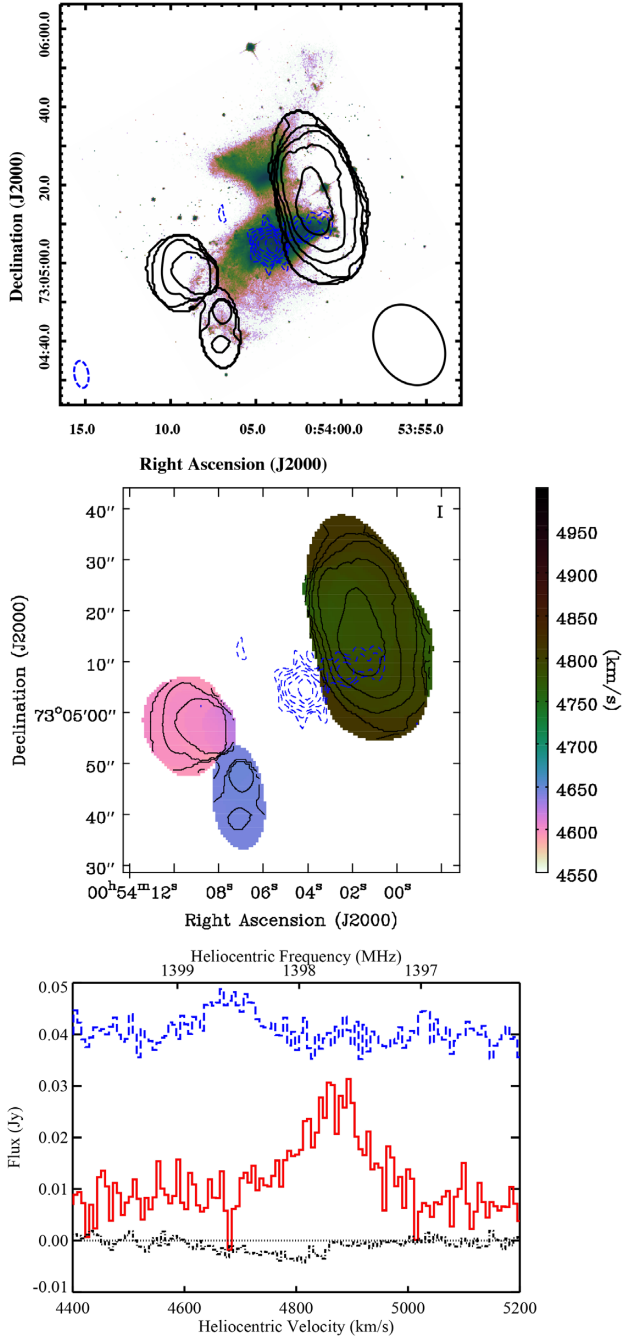 06:00.0
40.0
20.0
73:05:00.0
04:40.0
Declination (J2000)
15.0 10.0 05.0 0:54:00.0 53:55.0
Right Ascension (J2000)
I
40''
30''
20''
10''
73°05'00''
50''
40''
30''
Declination (J2000)
00h54m12s 08s 06s 04s 02s 00s
Right Ascension (J2000)
4950
4900
4850
4800
4750
4700
4650
4600
4550
(km/s)
Heliocentric Frequency (MHz)
1399 1398 1397
0.05
0.04
0.03
0.02
0.01
0.00
-0.01
Flux (Jy)
4400 4600 4800 5000 5200
Heliocentric Velocity (km/s)